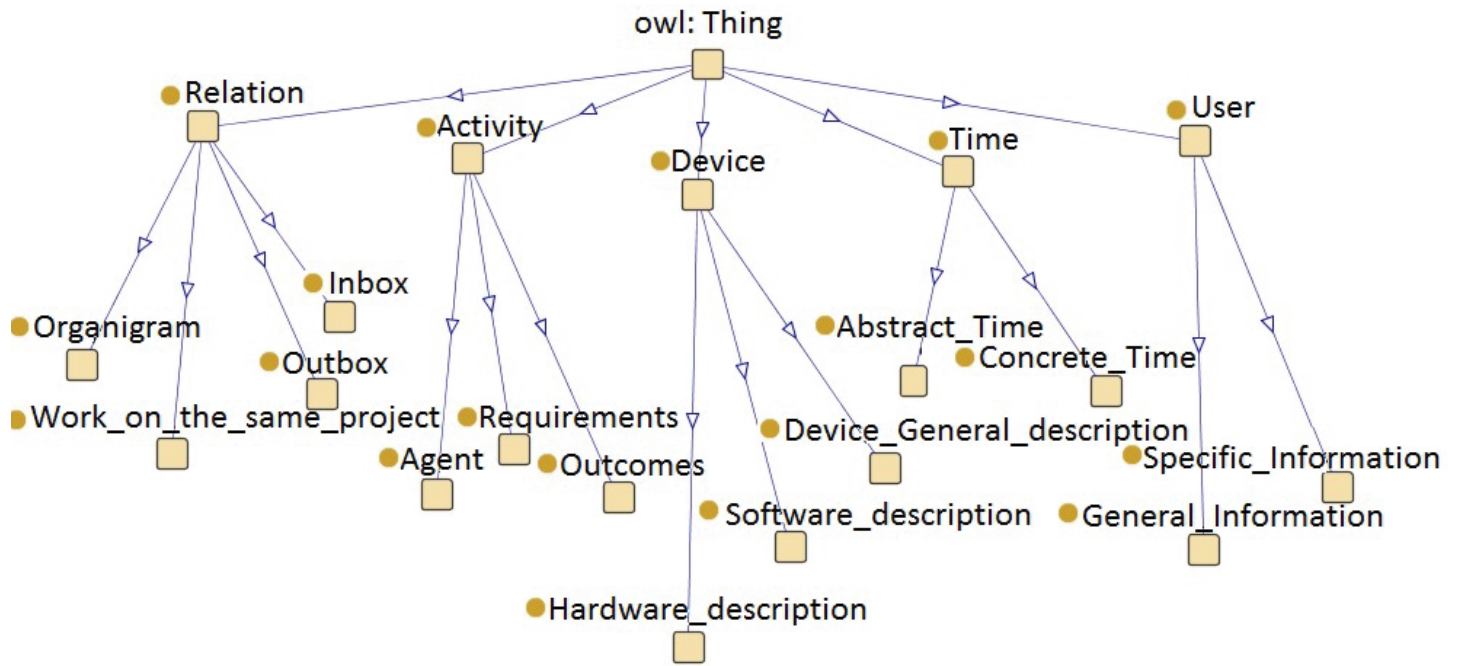 owl: Thing
Relation
Activity
Device
Time
User
Inbox
Organigram
Outbox
Work_on_the_same_project
Agent
Requirements
Outcomes
Abstract_Time
Concrete_Time
Device_General_description
Software_description
Hardware_description
Specific_Information
General_Information